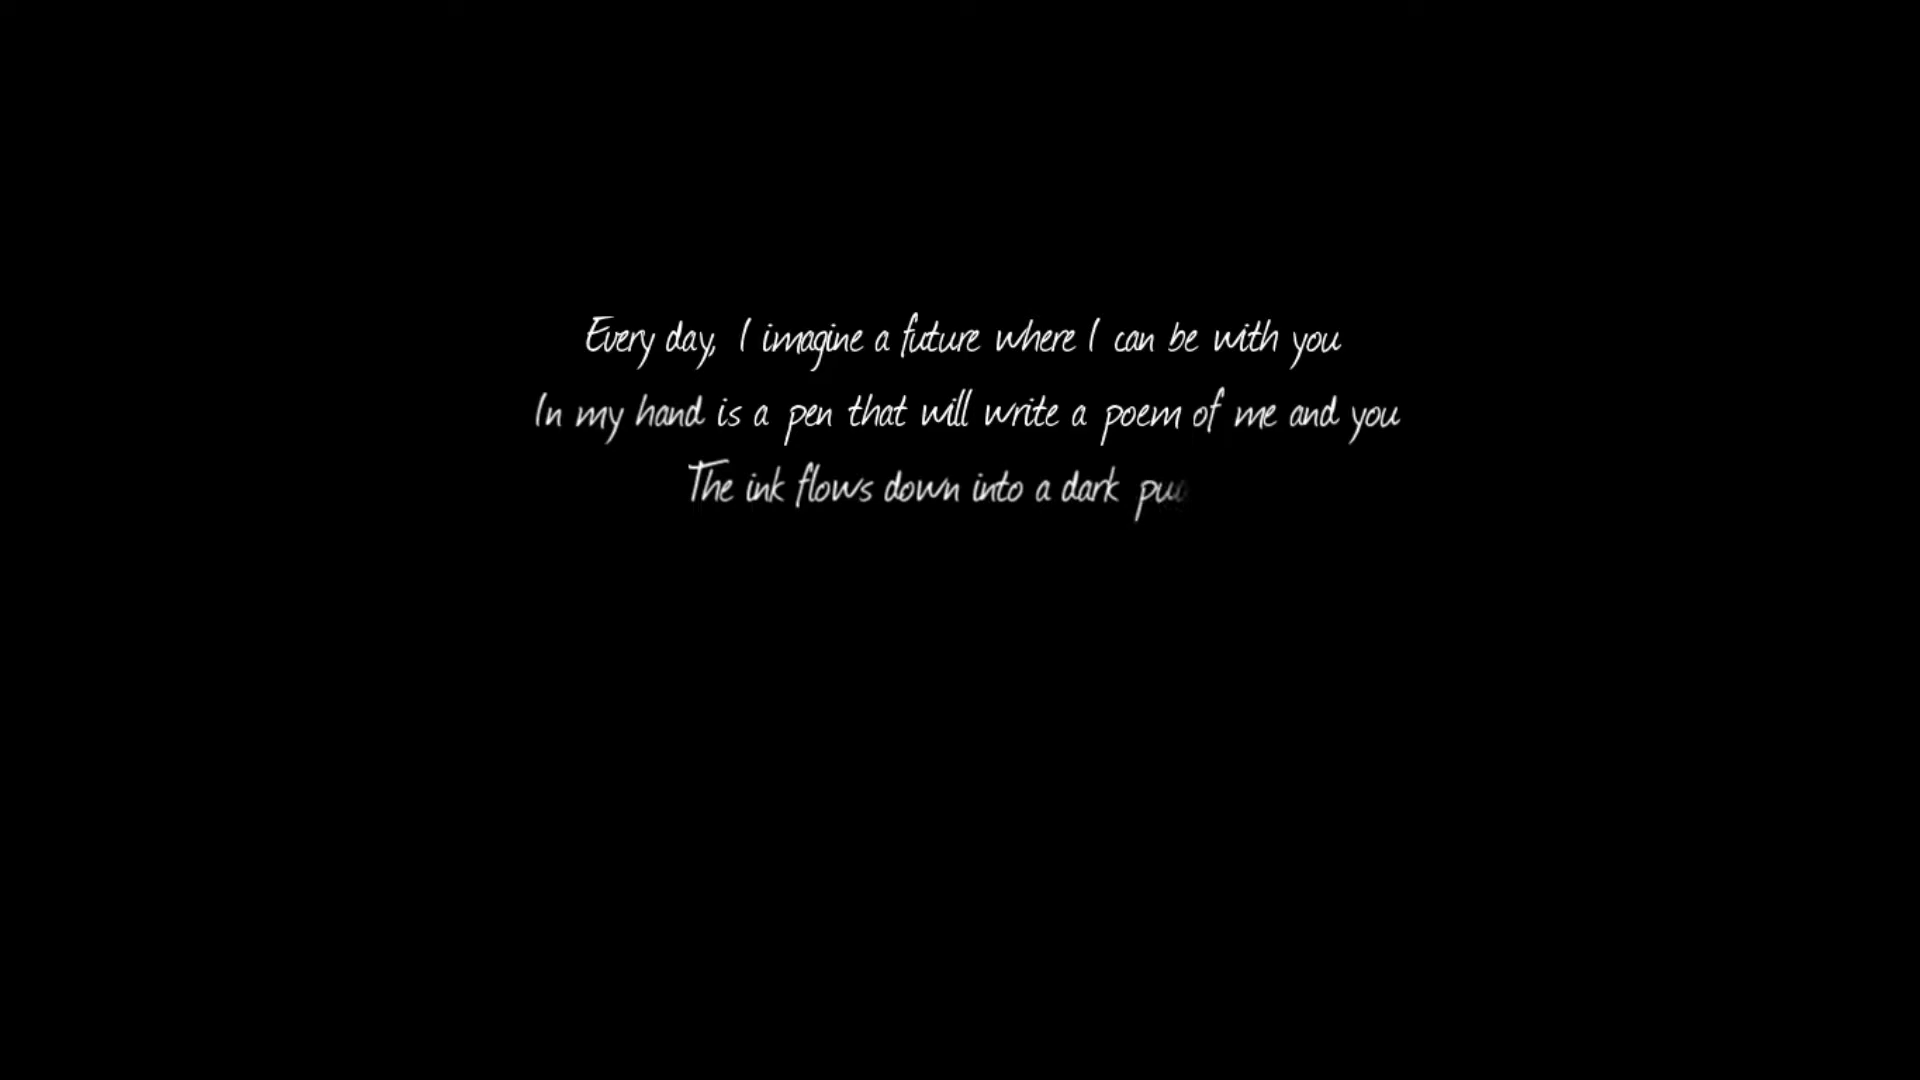 Every day, I imagine a future where I can be with you
In my hand is a pen that will write a poem of me and you
The ink flows down into a dark